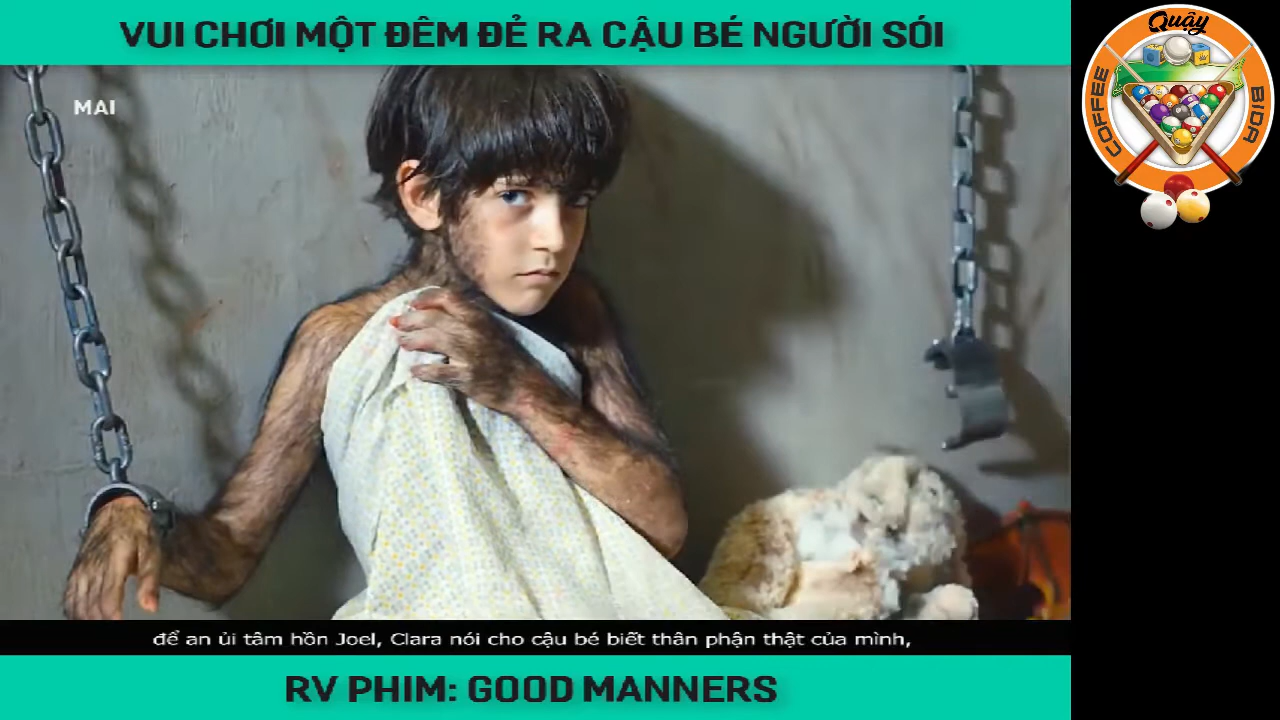 VUI CHƠI MỘT ĐÊM ĐẺ RA CẬU BÉ NGƯỜI SÓI
MAI
Quậy
COFFEE
BIDA
để an ủi tâm hồn Joel, Clara nói cho cậu bé biết thân phận thật của mình,
RV PHIM: GOOD MANNERS